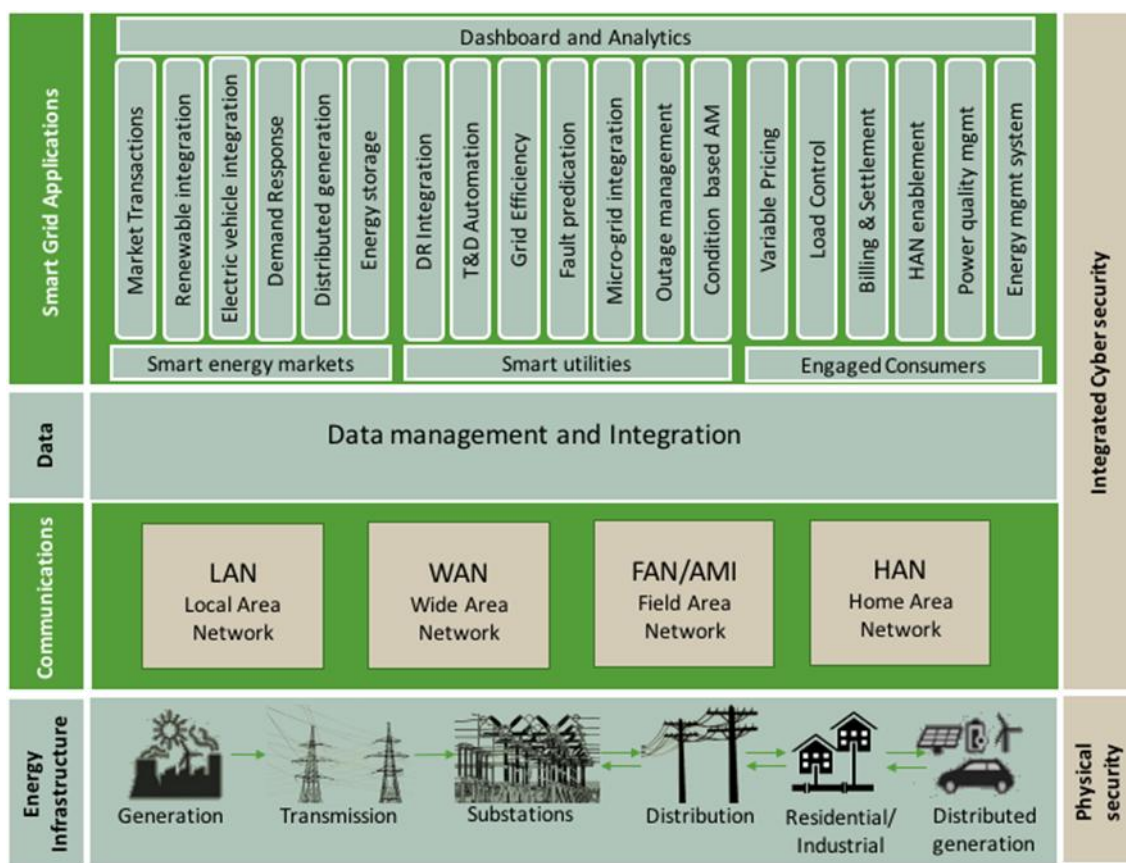 Smart Grid Applications
Dashboard and Analytics
Market Transactions
Renewable integration
Electric vehicle integration
Demand Response
Distributed generation
Energy storage
DR Integration
T&D Automation
Grid Efficiency
Fault predication
Micro-grid integration
Outage management
Condition based AM
Variable Pricing
Load Control
Billing & Settlement
HAN enablement
Power quality mgmt
Energy mgmt system
Smart energy markets
Smart utilities
Engaged Consumers
Data
Data management and Integration
Communications
LAN
Local Area
Network
WAN
Wide Area
Network
FAN/AMI
Field Area
Network
HAN
Home Area
Network
Integrated Cyber security
Energy
Infrastructure
Generation
Transmission
Substations
Distribution
Residential/
Industrial
Distributed
generation
Physical
security